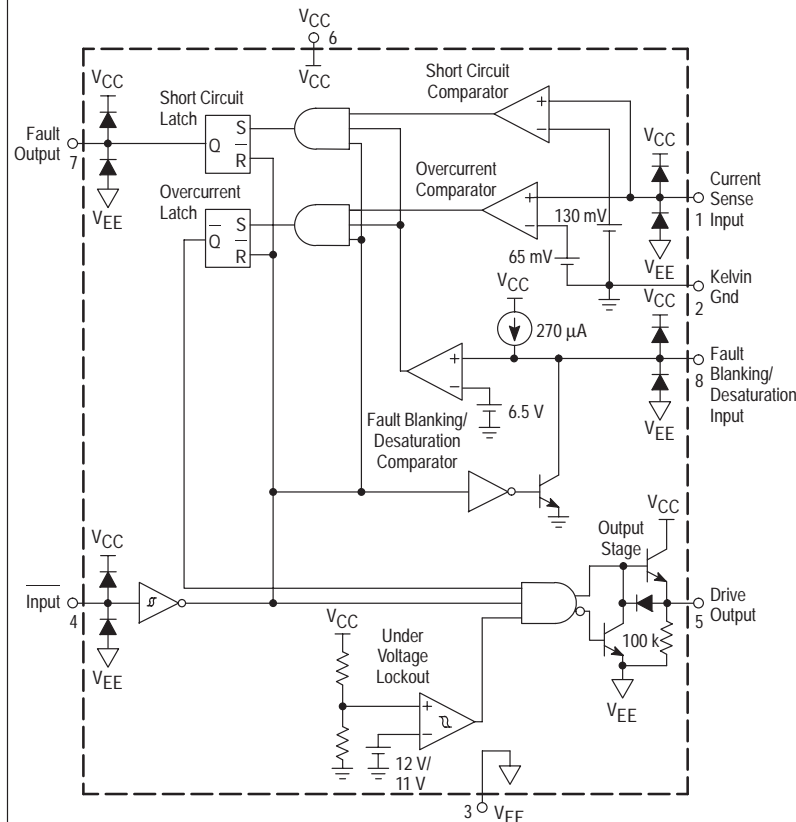 VCC
6
VCC
VCC
Short Circuit
Latch
Short Circuit
Comparator
S
Q
R
+
−
VCC
Fault
Output
7
Current
Sense
Input
1
Overcurrent
Latch
Overcurrent
Comparator
VEE
S
Q
R
+
−
130 mV
65 mV
VEE
Kelvin
Gnd
2
VCC
VCC
270 µA
+
−
Fault
Blanking/
Desaturation
Input
8
6.5 V
VEE
Fault Blanking/
Desaturation
Comparator
VCC
Output
Stage
VCC
Input
4
Drive
Output
5
100 k
VCC
Under
Voltage
Lockout
VEE
VEE
+
−
12 V/
11 V
3
VEE